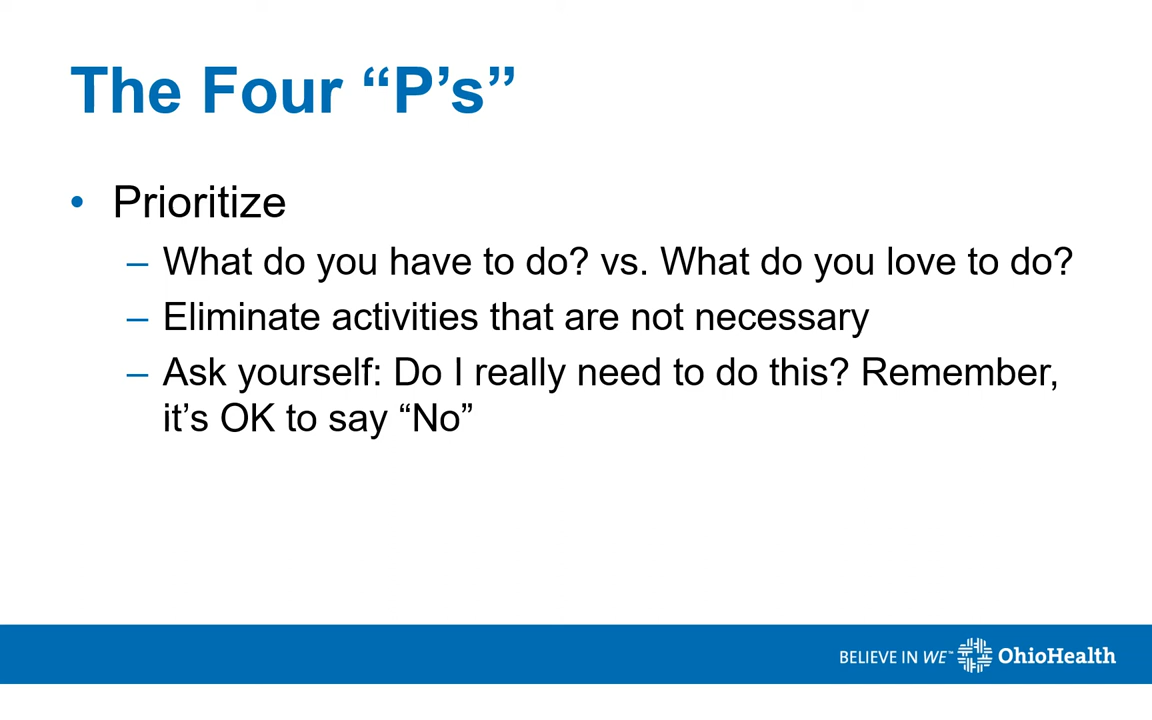 The Four “P’s”
• Prioritize
– What do you have to do? vs. What do you love to do?
– Eliminate activities that are not necessary
– Ask yourself: Do I really need to do this? Remember,
it’s OK to say “No”
BELIEVE IN WE™ OhioHealth